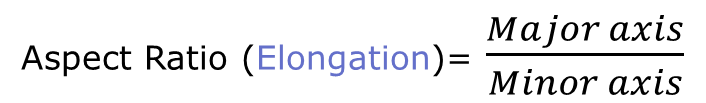 Aspect Ratio (Elongation)= Major axis
Minor axis